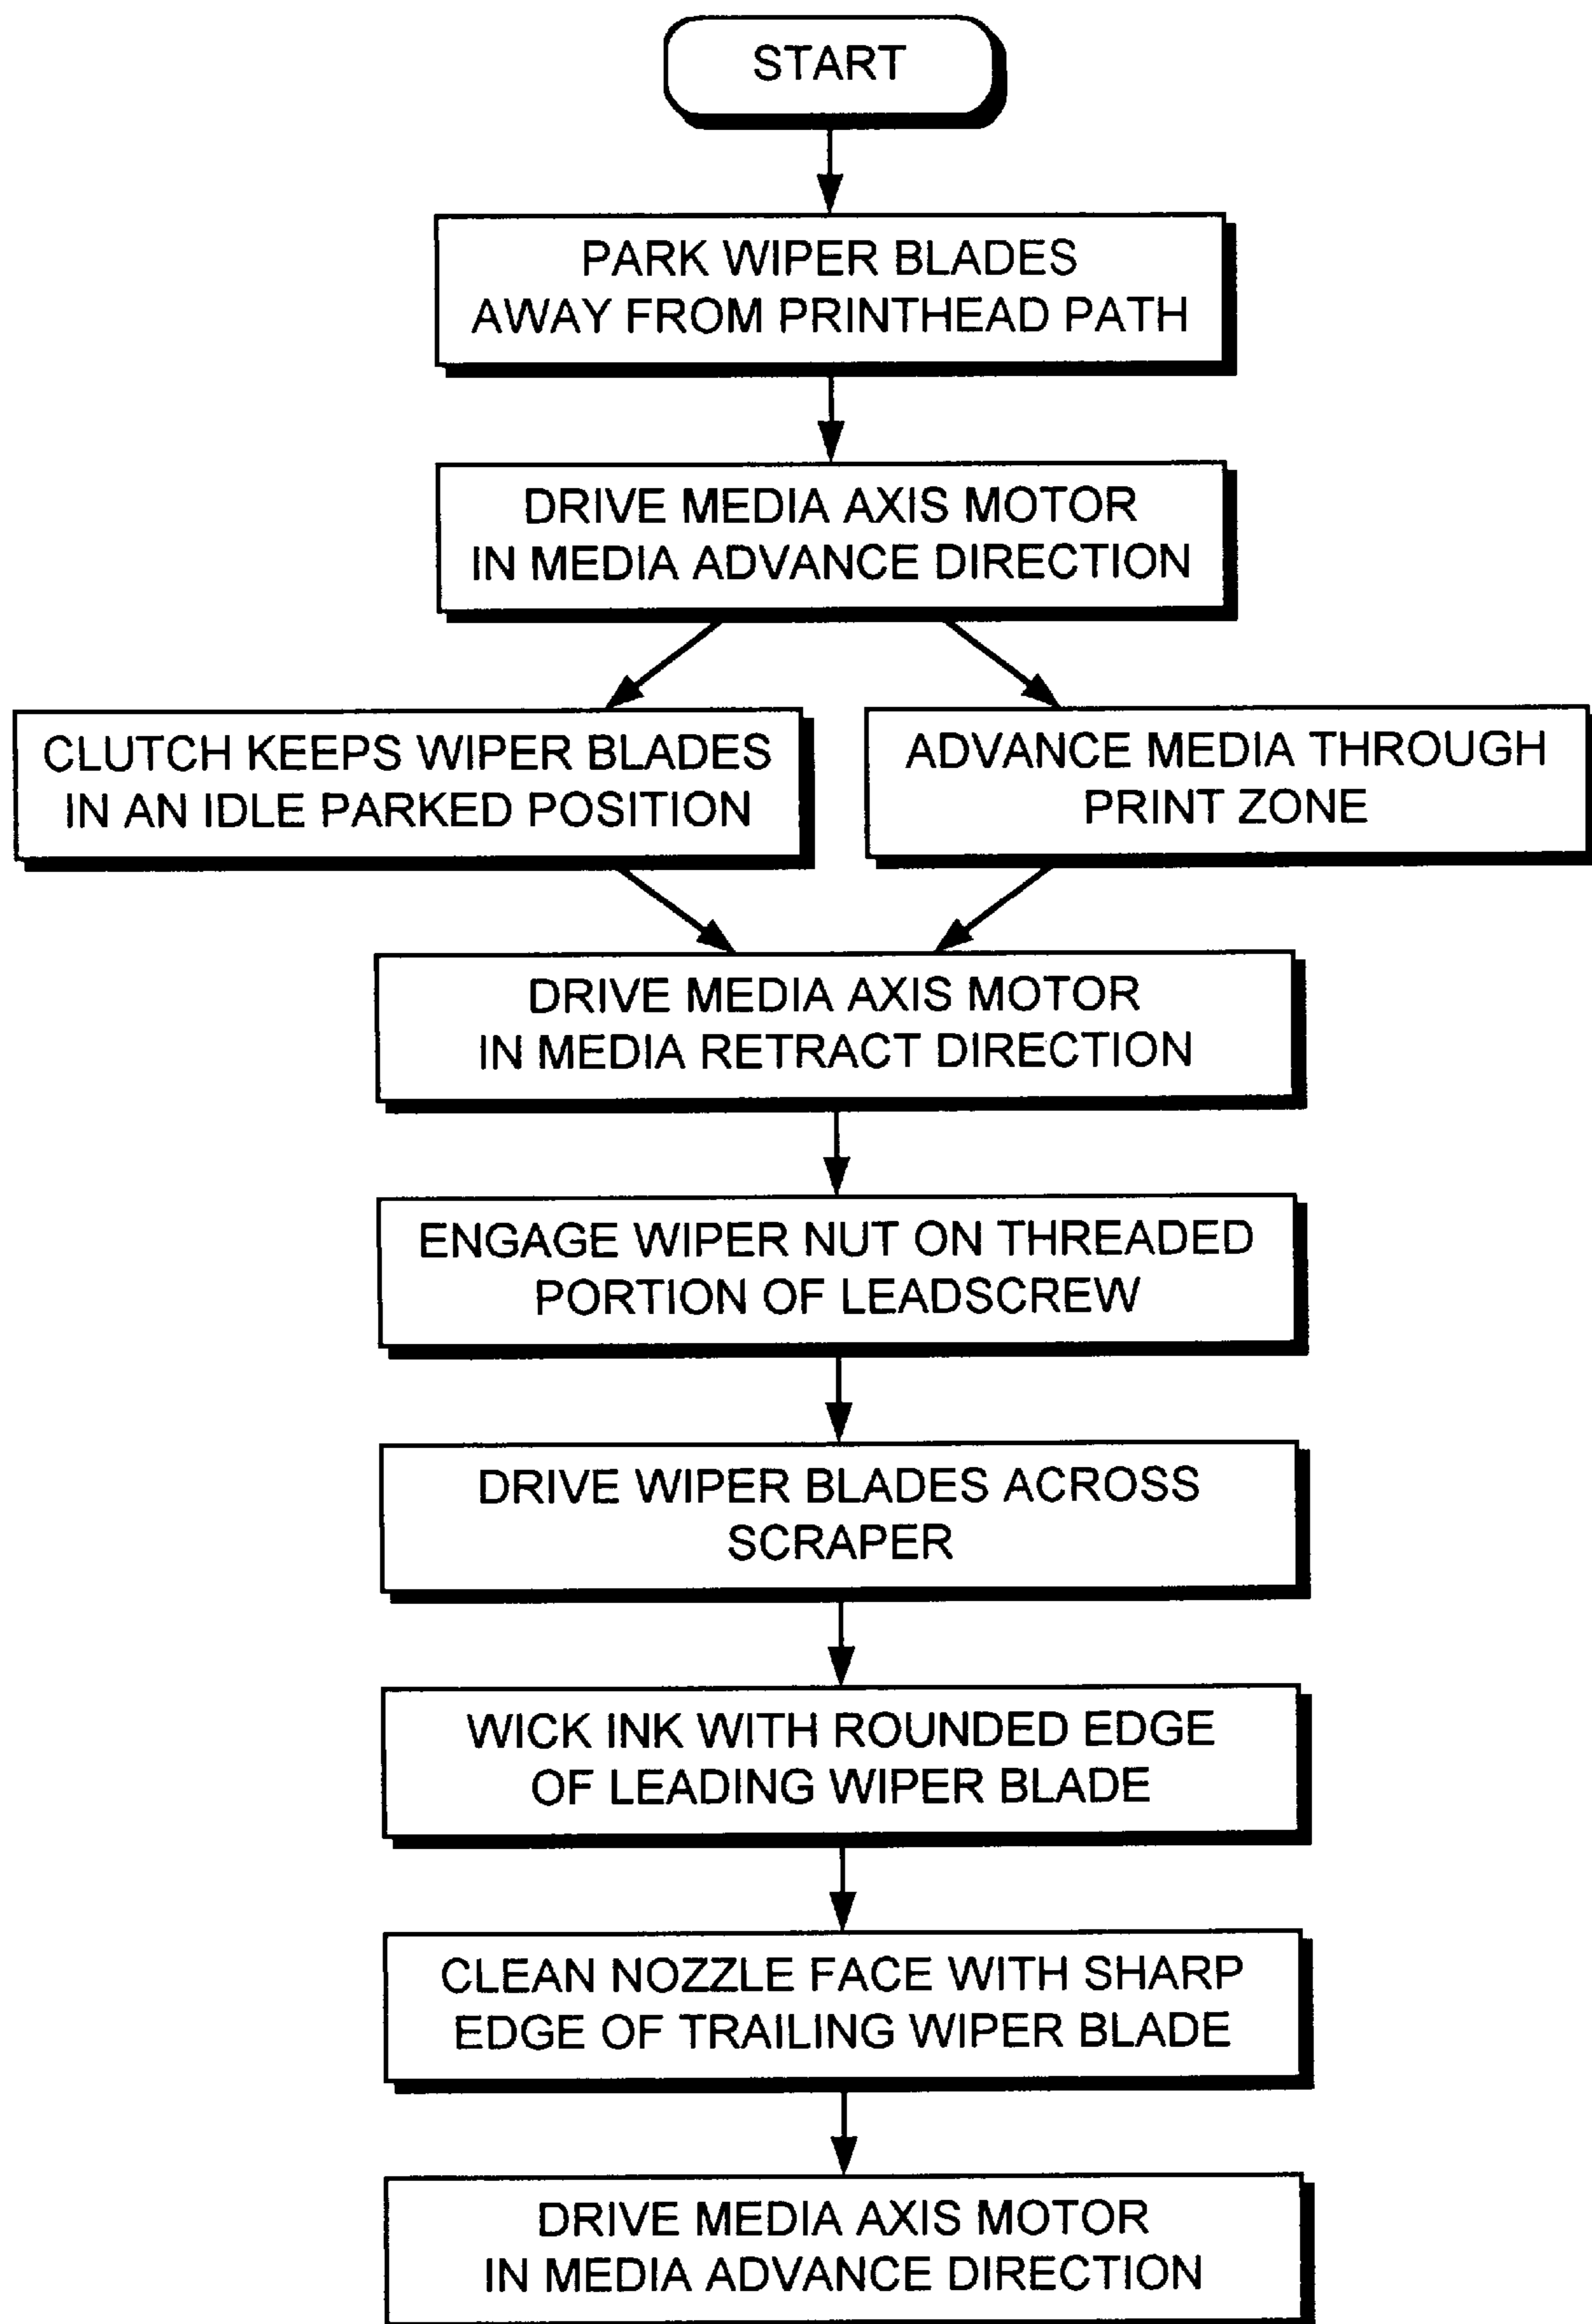 START
PARK WIPER BLADES
AWAY FROM PRINTHEAD PATH
DRIVE MEDIA AXIS MOTOR
IN MEDIA ADVANCE DIRECTION
CLUTCH KEEPS WIPER BLADES
IN AN IDLE PARKED POSITION
ADVANCE MEDIA THROUGH
PRINT ZONE
DRIVE MEDIA AXIS MOTOR
IN MEDIA RETRACT DIRECTION
ENGAGE WIPER NUT ON THREADED
PORTION OF LEADSCREW
DRIVE WIPER BLADES ACROSS
SCRAPER
WICK INK WITH ROUNDED EDGE
OF LEADING WIPER BLADE
CLEAN NOZZLE FACE WITH SHARP
EDGE OF TRAILING WIPER BLADE
DRIVE MEDIA AXIS MOTOR
IN MEDIA ADVANCE DIRECTION